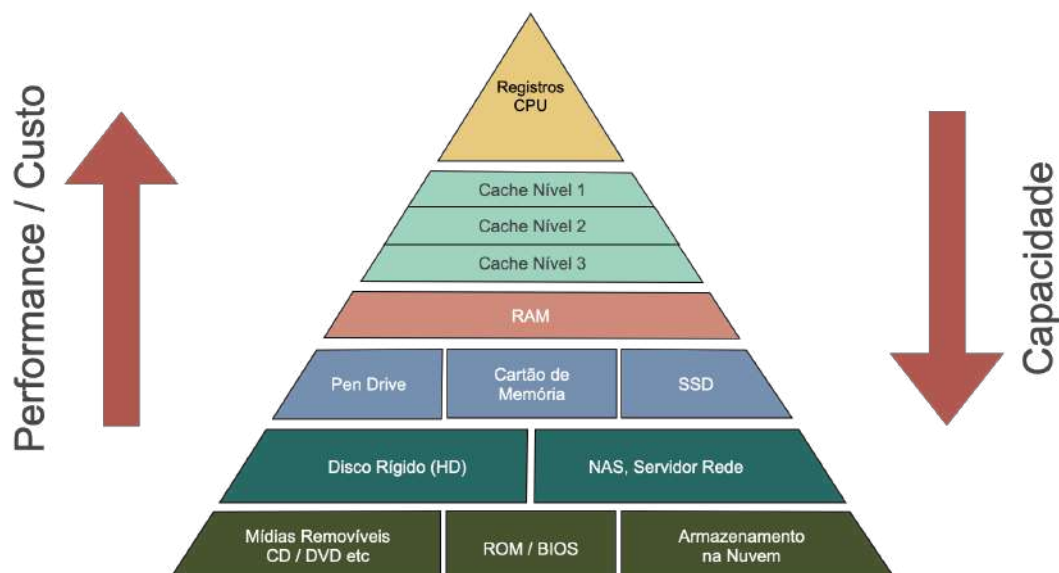 Performance / Custo
Registros
CPU
Cache Nível 1
Cache Nível 2
Cache Nível 3
RAM
Pen Drive
Cartão de
Memória
SSD
Disco Rígido (HD)
NAS, Servidor Rede
Mídias Removíveis
CD / DVD etc
ROM / BIOS
Armazenamento
na Nuvem
Capacidade